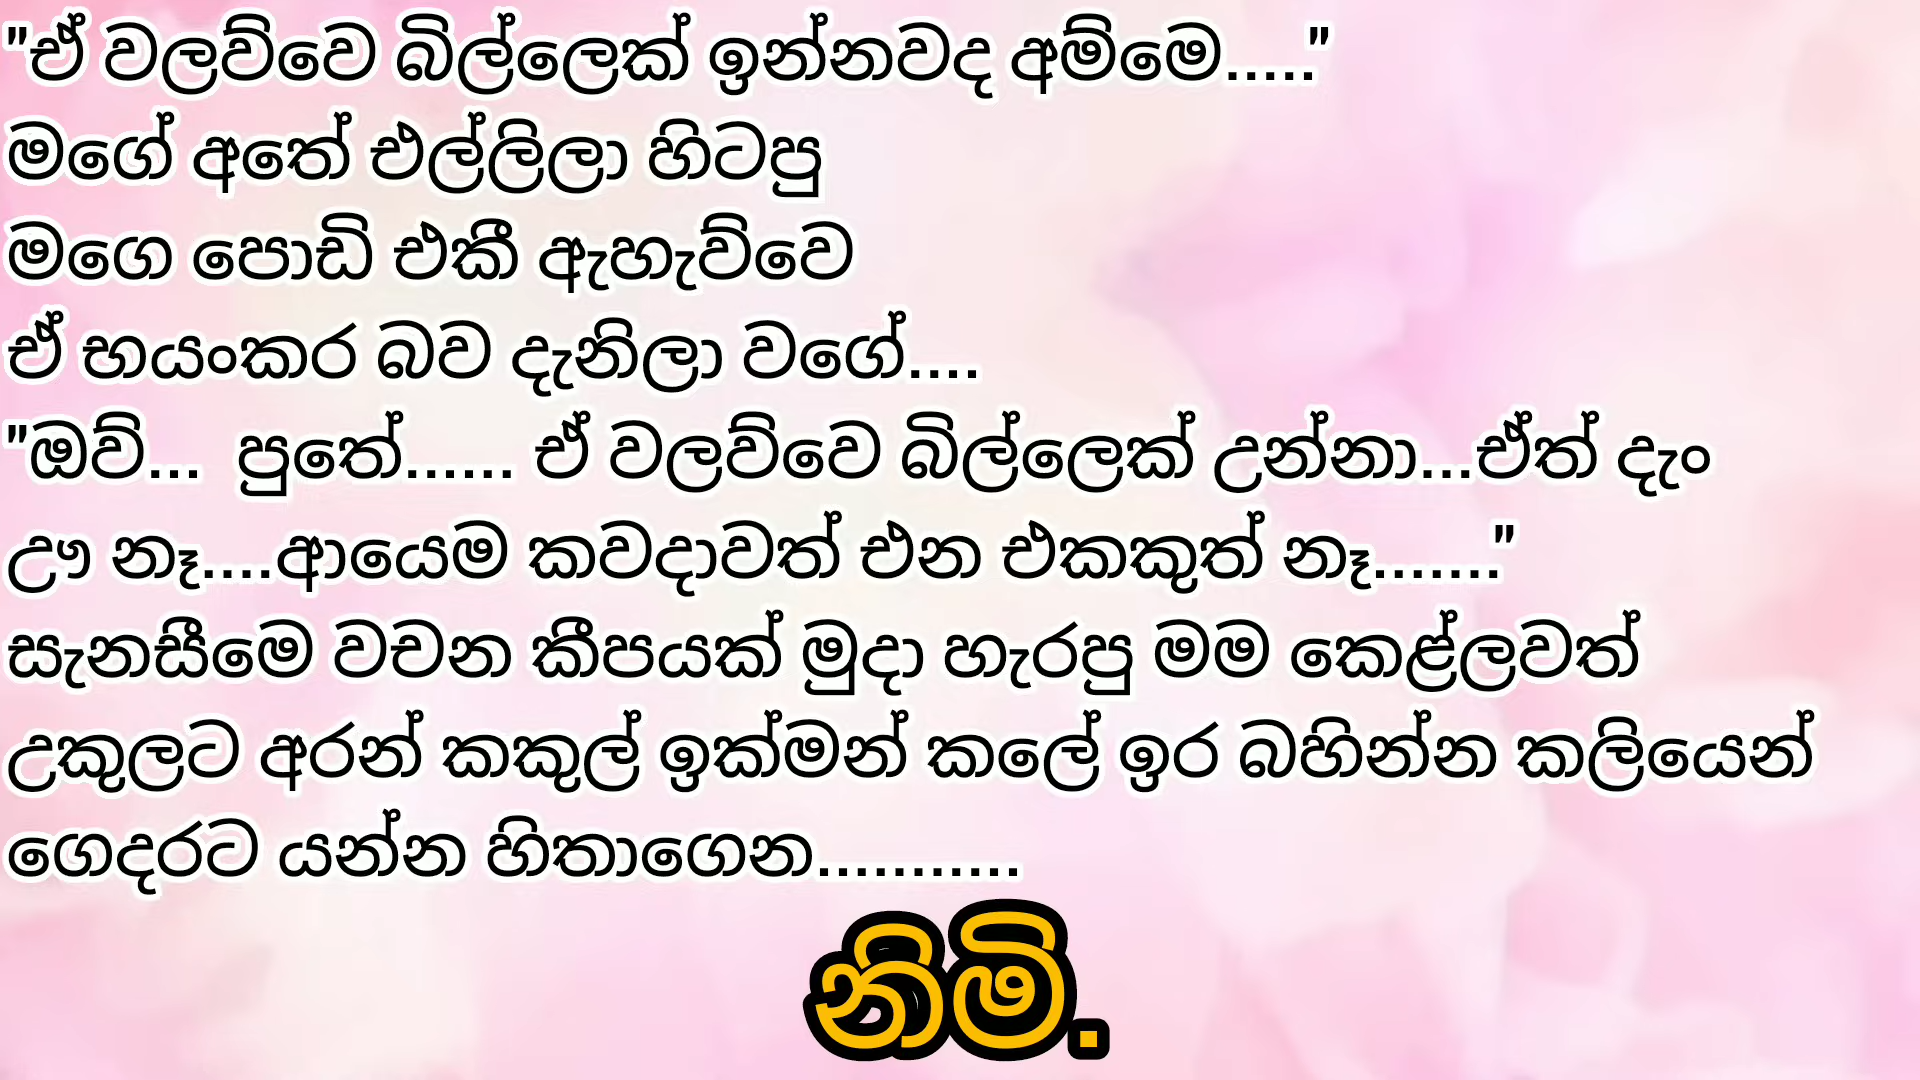 "ඒ වලව්වෙ බිල්ලෙක් ඉන්නවද අම්මෙ....."
මගේ අතේ එල්ලිලා හිටපු
මගෙ පොඩි එකී ඇහැව්වෙ
ඒ භයංකර බව දැනිලා වගේ....
"ඔව්...  පුතේ...... ඒ වලව්වෙ බිල්ලෙක් උන්නා...ඒත් දැං
ඌ නෑ....ආයෙම කවදාවත් එන එකකුත් නෑ......."
සැනසීමෙ වචන කීපයක් මුදා හැරපු මම කෙළ්ලවත්
උකුලට අරන් කකුල් ඉක්මන් කලේ ඉර බහින්න කලියෙන්
ගෙදරට යන්න හිතාගෙන...........
නිමි.